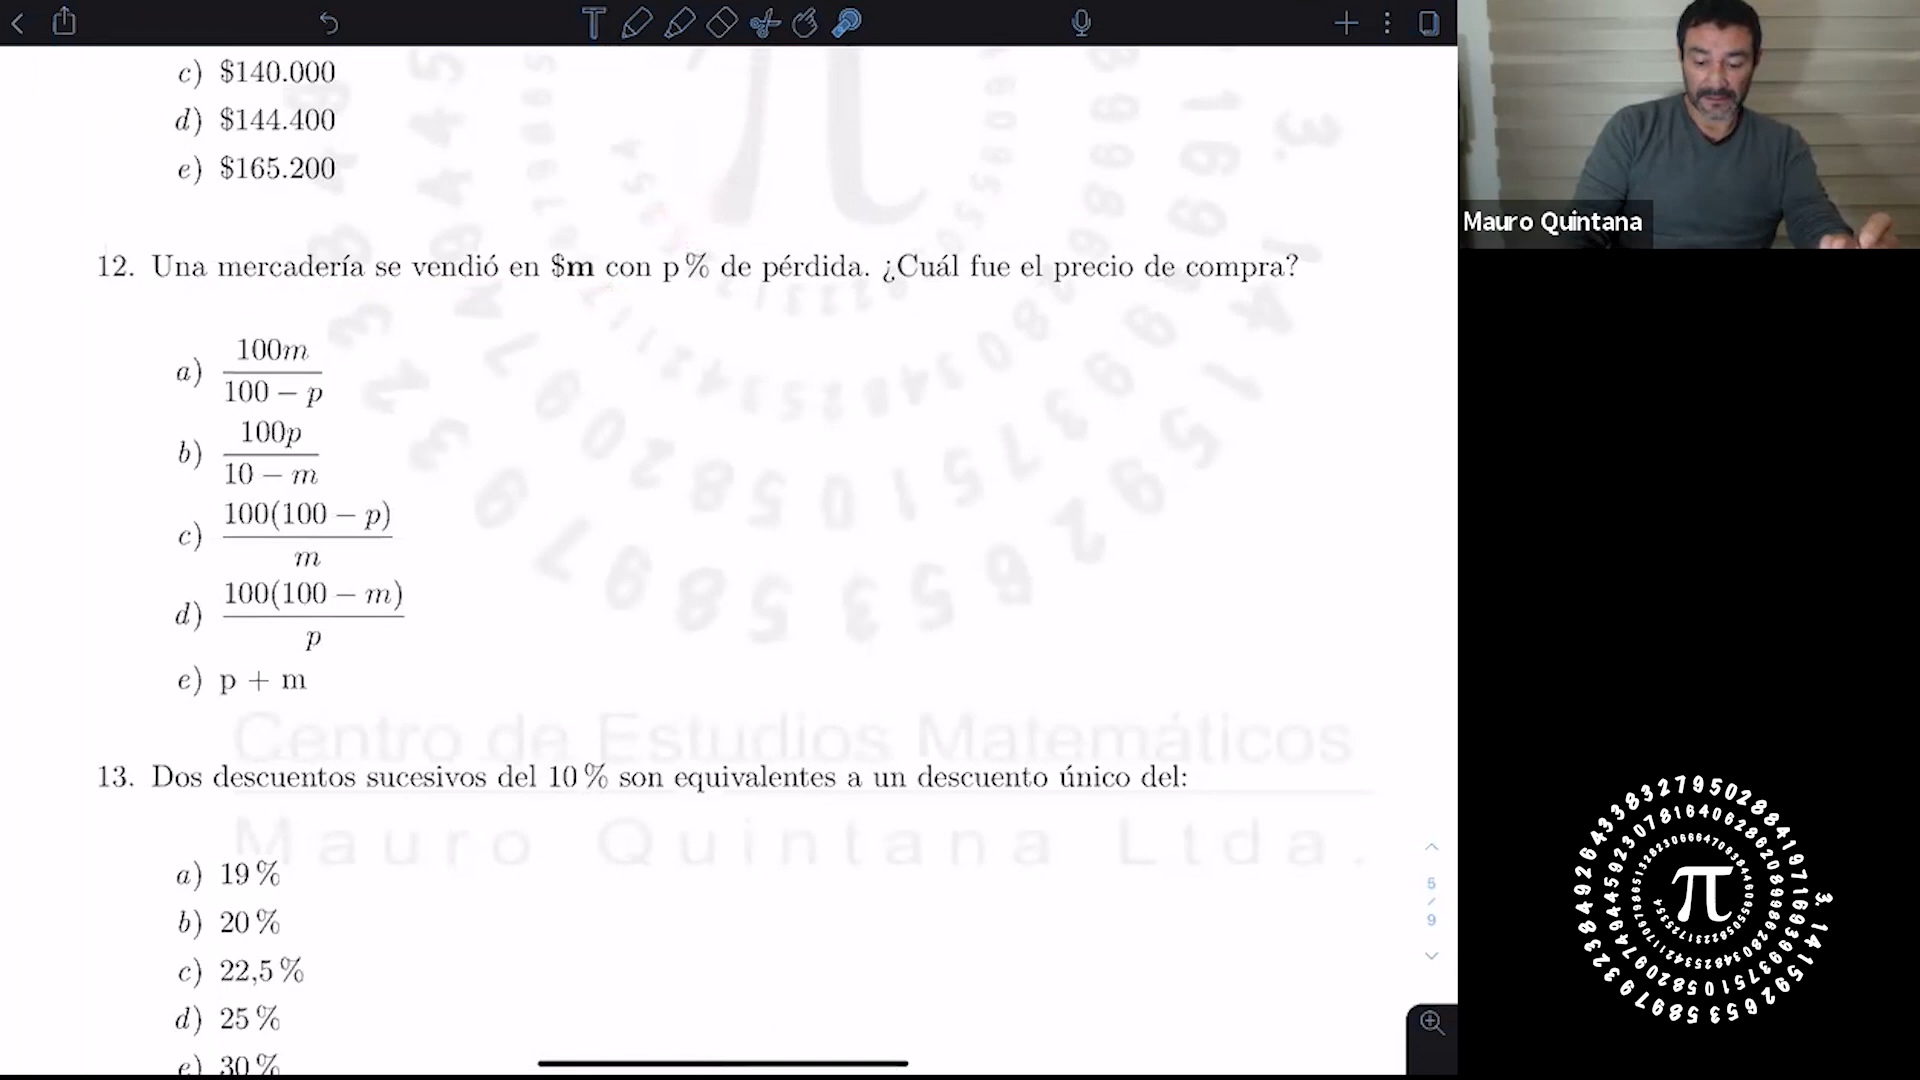 c) $140.000
d) $144.400
e) $165.200
12. Una mercadería se vendió en $m con p% de pérdida. ¿Cuál fue el precio de compra?
a) 100m / 100 − p
b) 100p / 10 − m
c) 100(100 − p) / m
d) 100(100 − m) / p
e) p + m
Centro de Estudios Matemáticos
13. Dos descuentos sucesivos del 10% son equivalentes a un descuento único del:
Mauro Quintana Ltda.
a) 19%
b) 20%
c) 22,5%
d) 25%
e) 30%
5
/
9
Mauro Quintana
π